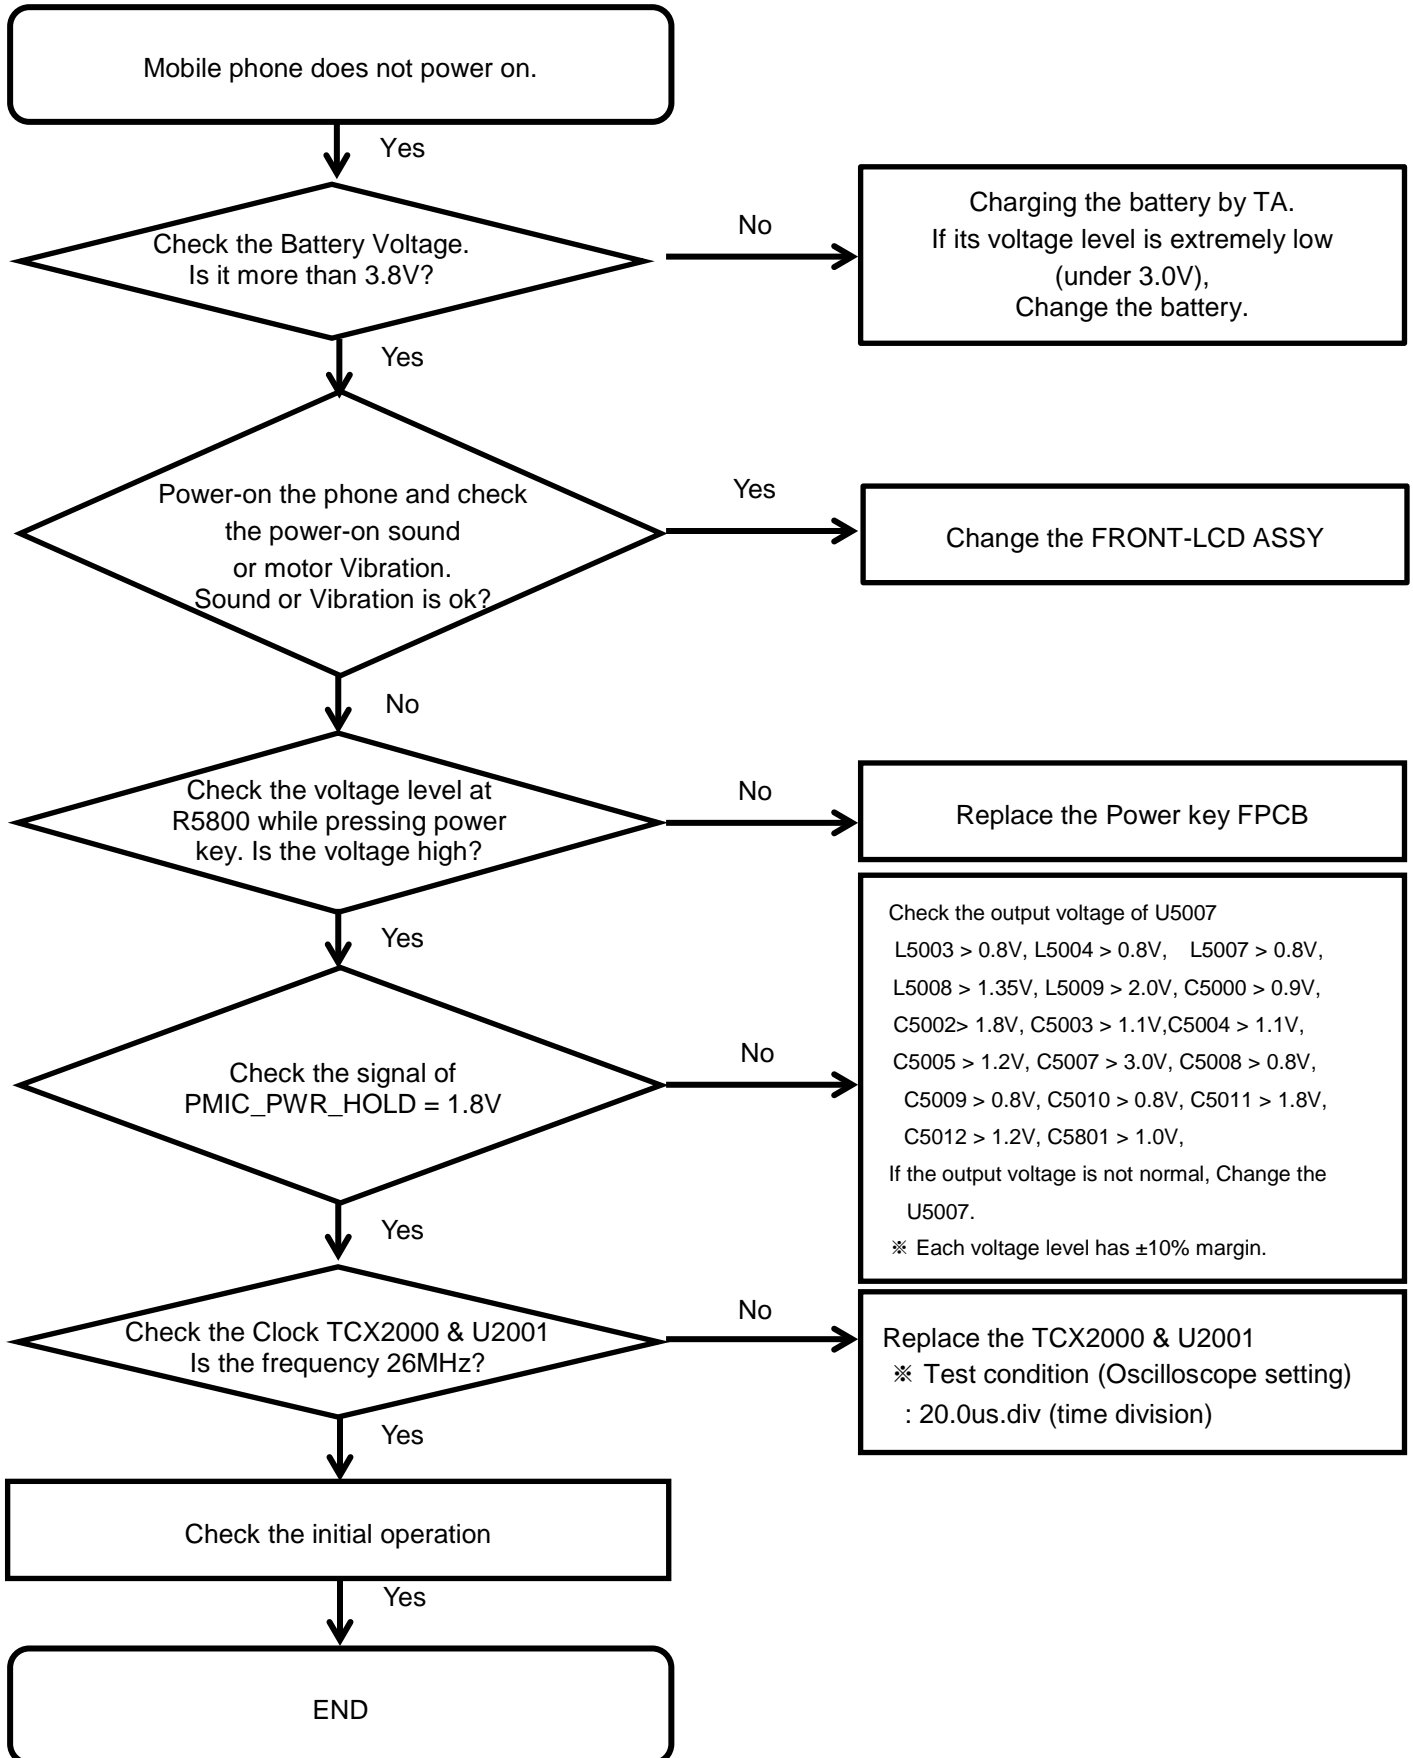 Mobile phone does not power on.
Yes
Check the Battery Voltage.
Is it more than 3.8V?
No
Charging the battery by TA.
If its voltage level is extremely low
(under 3.0V),
Change the battery.
Yes
Power-on the phone and check
the power-on sound
or motor Vibration.
Sound or Vibration is ok?
Yes
Change the FRONT-LCD ASSY
No
Check the voltage level at
R5800 while pressing power
key. Is the voltage high?
No
Replace the Power key FPCB
Yes
Check the signal of
PMIC_PWR_HOLD = 1.8V
No
Check the output voltage of U5007
L5003 > 0.8V, L5004 > 0.8V, L5007 > 0.8V,
L5008 > 1.35V, L5009 > 2.0V, C5000 > 0.9V,
C5002> 1.8V, C5003 > 1.1V,C5004 > 1.1V,
C5005 > 1.2V, C5007 > 3.0V, C5008 > 0.8V,
C5009 > 0.8V, C5010 > 0.8V, C5011 > 1.8V,
C5012 > 1.2V, C5801 > 1.0V,
If the output voltage is not normal, Change the
U5007.
※ Each voltage level has ±10% margin.
Yes
Check the Clock TCX2000 & U2001
Is the frequency 26MHz?
No
Replace the TCX2000 & U2001
※ Test condition (Oscilloscope setting)
: 20.0us.div (time division)
Yes
Check the initial operation
Yes
END